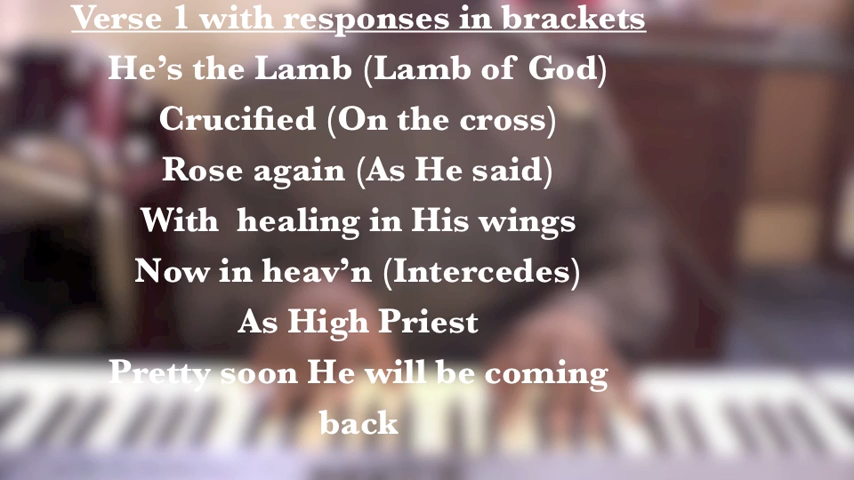 Verse 1 with responses in brackets
He’s the Lamb (Lamb of God)
Crucified (On the cross)
Rose again (As He said)
With healing in His wings
Now in heav’n (Intercedes)
As High Priest
Pretty soon He will be coming
back